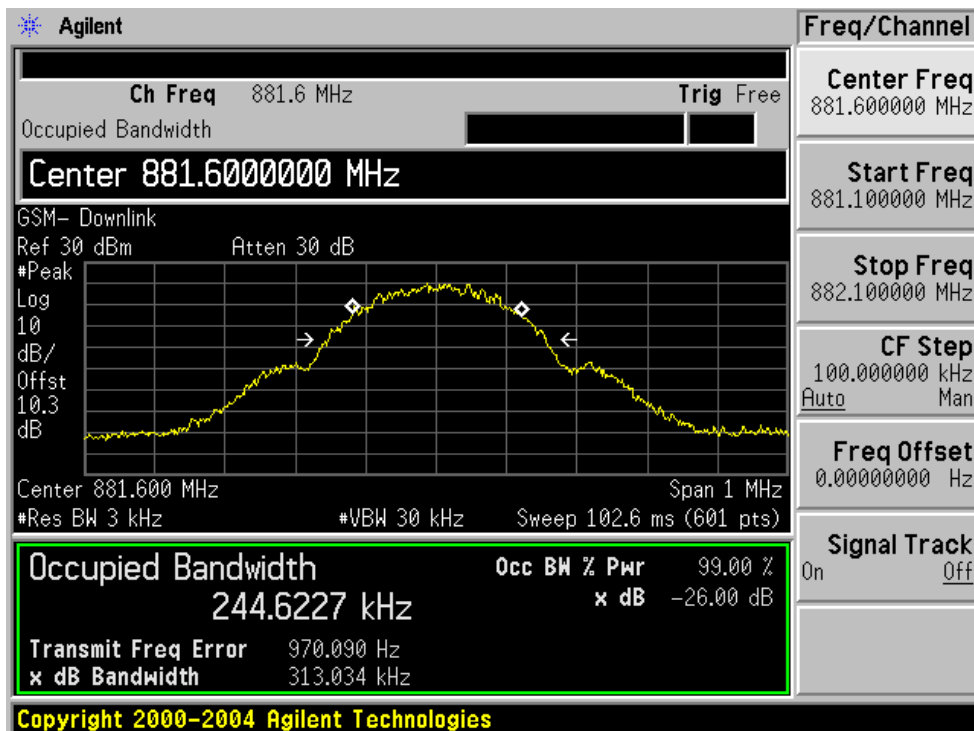 Agilent
Freq/Channel
Ch Freq 881.6 MHz Trig Free
Occupied Bandwidth
Center 881.6000000 MHz
GSM– Downlink
Ref 30 dBm Atten 30 dB
#Peak
Log
10
dB/
Offst
10.3
dB
Center 881.600 MHz Span 1 MHz
#Res BW 3 kHz #VBW 30 kHz Sweep 102.6 ms (601 pts)
Occupied Bandwidth
244.6227 kHz
Occ BW % Pwr 99.00 %
x dB –26.00 dB
Transmit Freq Error 970.090 Hz
x dB Bandwidth 313.034 kHz
Center Freq
881.600000 MHz
Start Freq
881.100000 MHz
Stop Freq
882.100000 MHz
CF Step
100.000000 kHz
Auto Man
Freq Offset
0.00000000 Hz
Signal Track
On Off
Copyright 2000–2004 Agilent Technologies